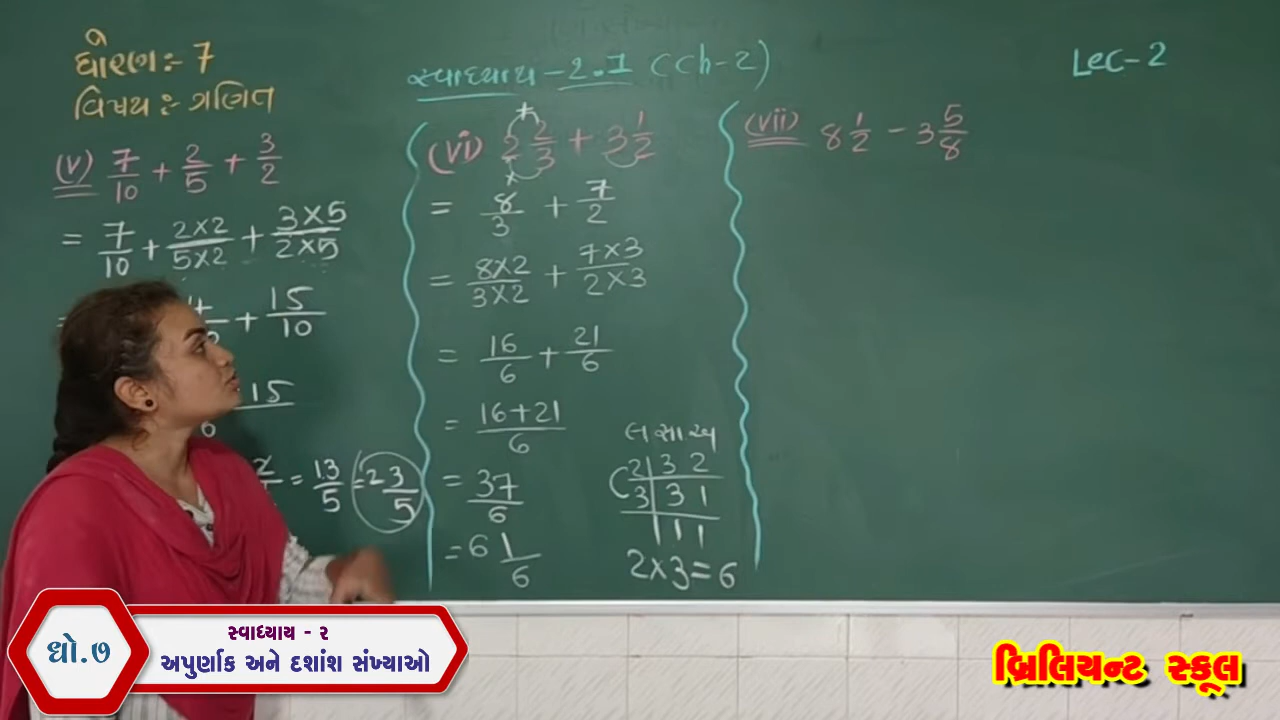 ધોરણ :- 7
વિષય :- ગણિત
સ્વાધ્યાય - 2.1 (Ch-2)
Lec-2
(v) 7/10 + 2/5 + 3/2
= 7/10 + 2×2/5×2 + 3×5/2×5
+ 15/10
15
= 13/5 = 2 3/5
(vi) 2 2/3 + 3 1/2
= 8/3 + 7/2
= 8×2/3×2 + 7×3/2×3
= 16/6 + 21/6
= 16+21/6
= 37/6
= 6 1/6
લ સા અ
2 | 3 2
3 | 3 1
| 1 1
2×3=6
(vii) 8 1/2 - 3 5/8
ધો.૭
સ્વાધ્યાય - ૨
અપુર્ણાક અને દશાંશ સંખ્યાઓ
બ્રિલિયન્ટ સ્કૂલ